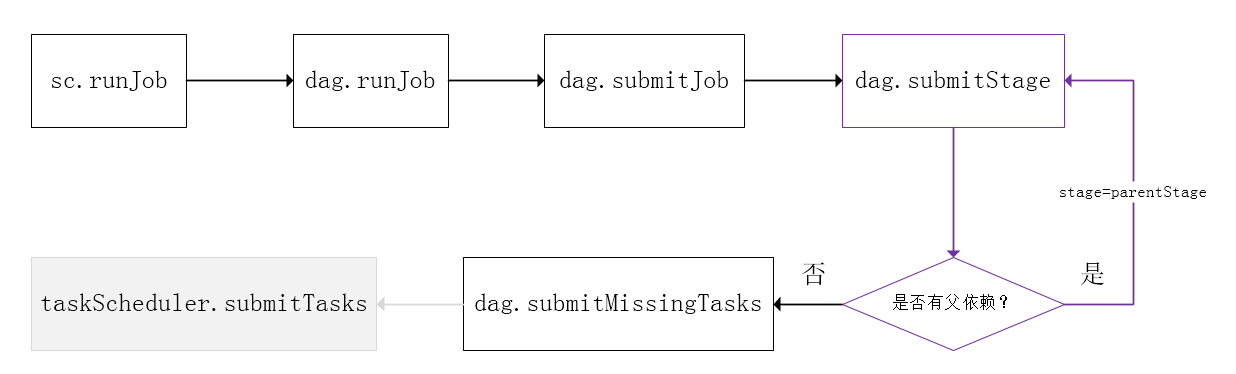 sc.runJob
dag.runJob
dag.submitJob
dag.submitStage
stage=parentStage
否
是
taskScheduler.submitTasks
dag.submitMissingTasks
是否有父依赖？